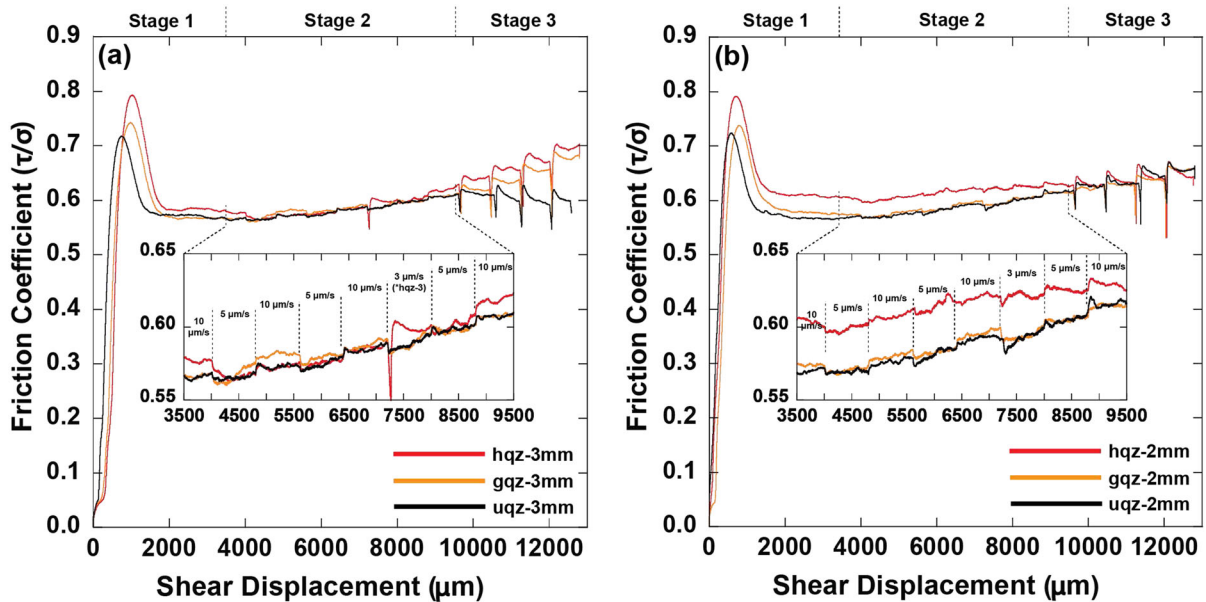 Stage 1
Stage 2
Stage 3
(a)
Friction Coefficient (τ/σ)
0.9
0.8
0.7
0.6
0.5
0.4
0.3
0.2
0.1
0.0
0.65
0.60
0.55
10
μm/s
5 μm/s
10 μm/s
5 μm/s
10 μm/s
3 μm/s
(*hqz-3)
5 μm/s
10 μm/s
3500 4500 5500 6500 7500 8500 9500
hqz-3mm
gqz-3mm
uqz-3mm
0 2000 4000 6000 8000 10000 12000
Shear Displacement (μm)
Stage 1
Stage 2
Stage 3
(b)
Friction Coefficient (τ/σ)
0.9
0.8
0.7
0.6
0.5
0.4
0.3
0.2
0.1
0.0
0.65
0.60
0.55
10
μm/s
5 μm/s
10 μm/s
5 μm/s
10 μm/s
3 μm/s
5 μm/s
10 μm/s
3500 4500 5500 6500 7500 8500 9500
hqz-2mm
gqz-2mm
uqz-2mm
0 2000 4000 6000 8000 10000 12000
Shear Displacement (μm)